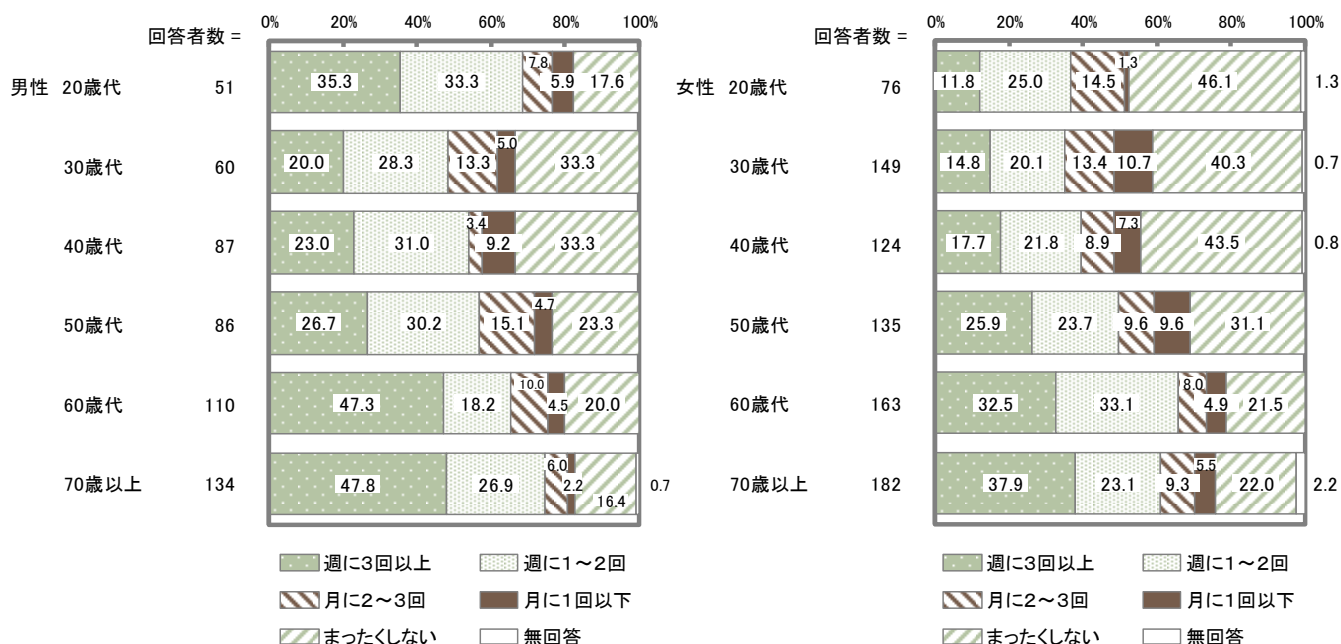 0% 20% 40% 60% 80% 100%
回答者数 =
男性 20歳代 51 35.3 33.3 7.8 5.9 17.6
30歳代 60 20.0 28.3 13.3 5.0 33.3
40歳代 87 23.0 31.0 3.4 9.2 33.3
50歳代 86 26.7 30.2 15.1 4.7 23.3
60歳代 110 47.3 18.2 10.0 4.5 20.0
70歳以上 134 47.8 26.9 6.0 2.2 16.4 0.7
週に3回以上 週に1～2回
月に2～3回 月に1回以下
まったくしない 無回答
0% 20% 40% 60% 80% 100%
回答者数 =
女性 20歳代 76 11.8 25.0 14.5 1.3 46.1 1.3
30歳代 149 14.8 20.1 13.4 10.7 40.3 0.7
40歳代 124 17.7 21.8 8.9 7.3 43.5 0.8
50歳代 135 25.9 23.7 9.6 9.6 31.1
60歳代 163 32.5 33.1 8.0 4.9 21.5
70歳以上 182 37.9 23.1 9.3 5.5 22.0 2.2
週に3回以上 週に1～2回
月に2～3回 月に1回以下
まったくしない 無回答